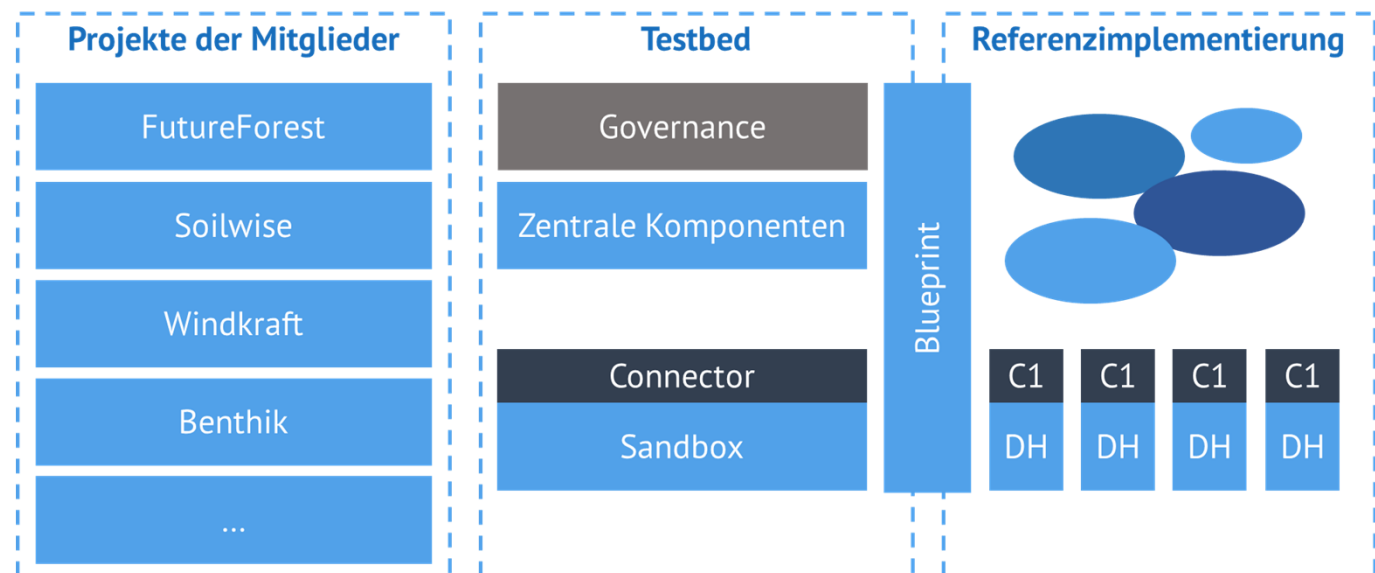 Projekte der Mitglieder
FutureForest
Soilwise
Windkraft
Benthik
...
Testbed
Governance
Zentrale Komponenten
Connector
Sandbox
Blueprint
Referenzimplementierung
C1 C1 C1 C1
DH DH DH DH